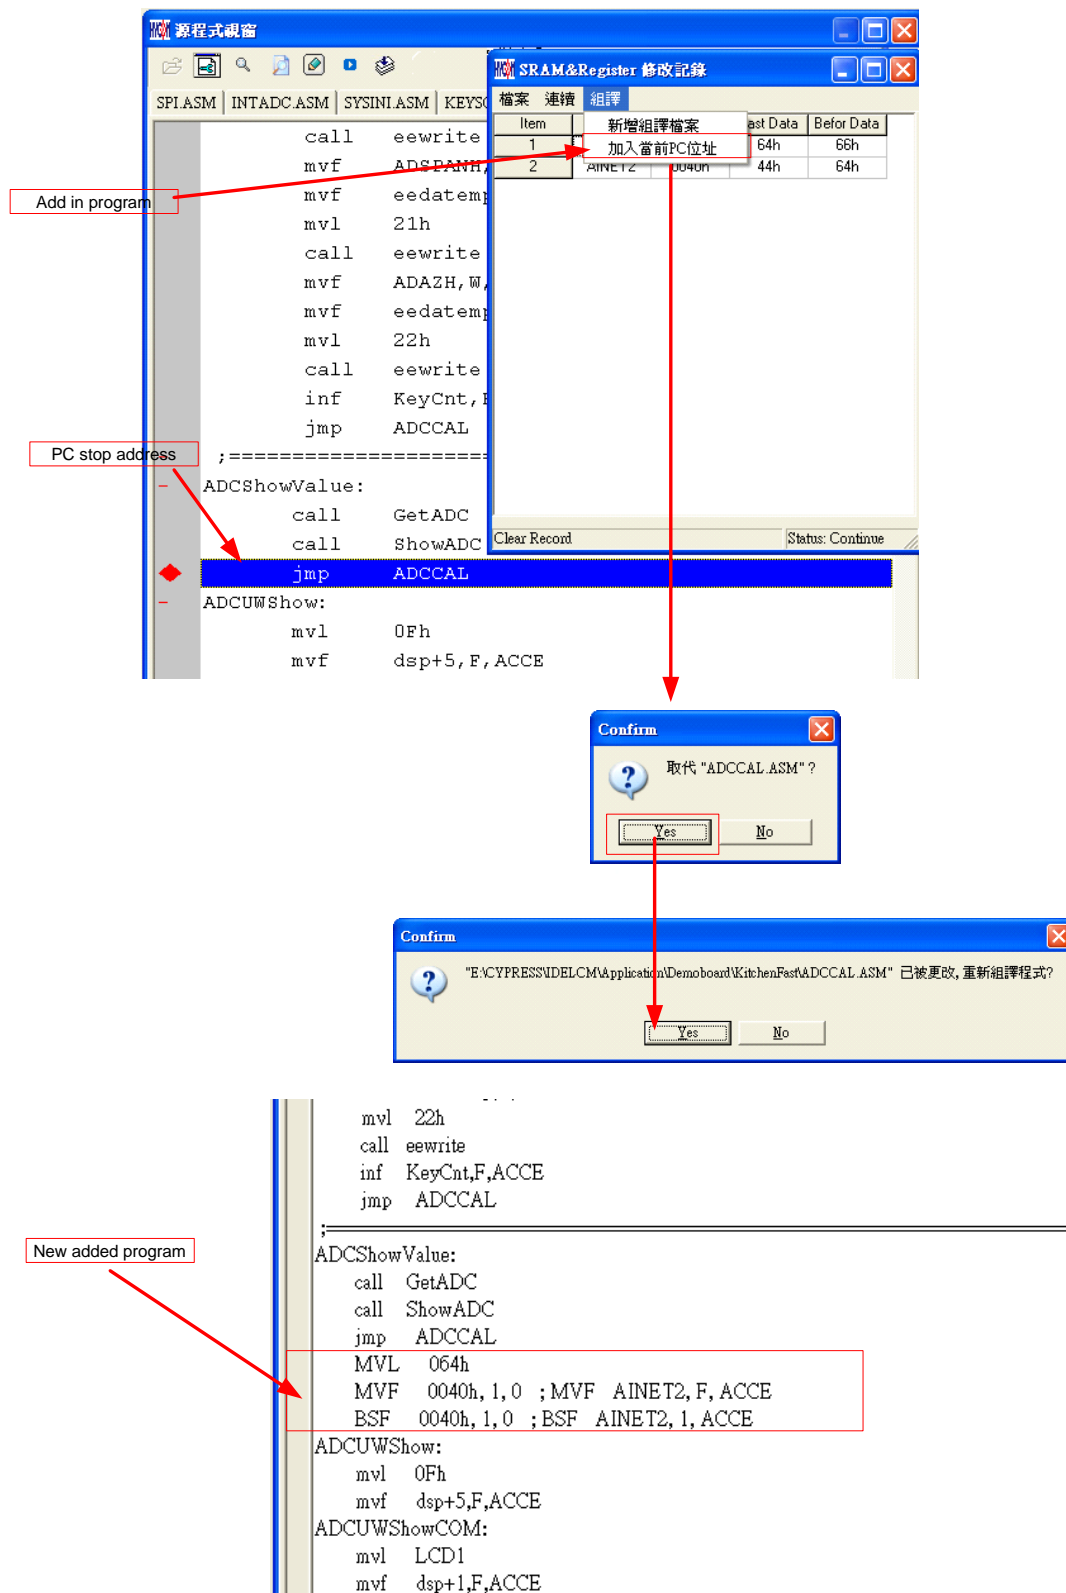 源程式視窗
SPI.ASM INTADC.ASM SYSINI.ASM KEYSC
call eewrite
mvf ADSPANH,
mvf eedatemp
mvl 21h
call eewrite
mvf ADAZH,W,
mvf eedatemp
mvl 22h
call eewrite
inf KeyCnt,F
jmp ADCCAL
;=====================
ADCShowValue:
call GetADC
call ShowADC
jmp ADCCAL
ADCUWShow:
mvl 0Fh
mvf dsp+5,F,ACCE
SRAM&Register 修改記錄
檔案 連續 組譯
Item ast Data Befor Data
新增組譯檔案
1 64h 66h
加入當前PC位址
2 AINET2 0040h 44h 64h
Clear Record Status: Continue
Add in program
PC stop address
Confirm
取代 "ADCCAL.ASM" ?
Yes No
Confirm
"E:\CYPRESS\IDELCM\Application\Demoboard\KitchenFast\ADCCAL.ASM" 已被更改, 重新組譯程式?
Yes No
mvl 22h
call eewrite
inf KeyCnt,F,ACCE
jmp ADCCAL
New added program
ADCShowValue:
call GetADC
call ShowADC
jmp ADCCAL
MVL 064h
MVF 0040h, 1, 0 ; MVF AINET2, F, ACCE
BSF 0040h, 1, 0 ; BSF AINET2, 1, ACCE
ADCUWShow:
mvl 0Fh
mvf dsp+5,F,ACCE
ADCUWShowCOM:
mvl LCD1
mvf dsp+1,F,ACCE